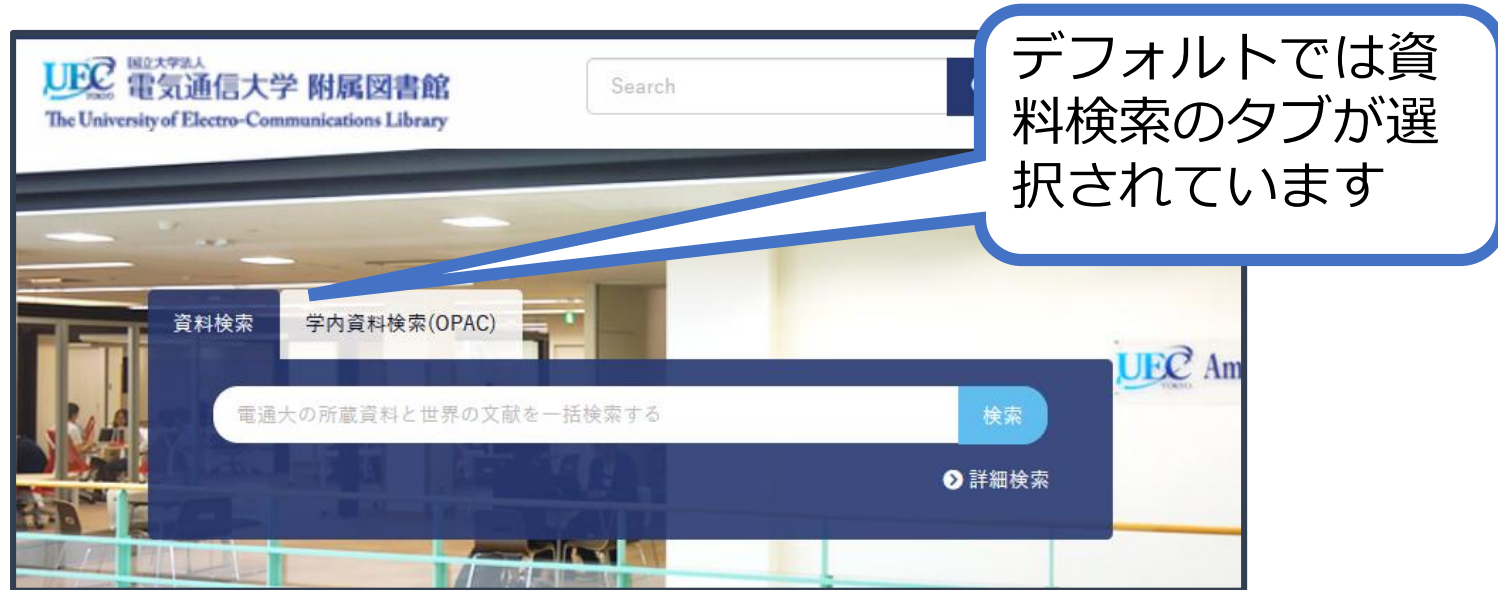 UEC
TOKYO
国立大学法人
電気通信大学 附属図書館
The University of Electro-Communications Library
Search
デフォルトでは資
料検索のタブが選
択されています
資料検索
学内資料検索(OPAC)
電通大の所蔵資料と世界の文献を一括検索する
検索
詳細検索
UEC Am
TOKYO